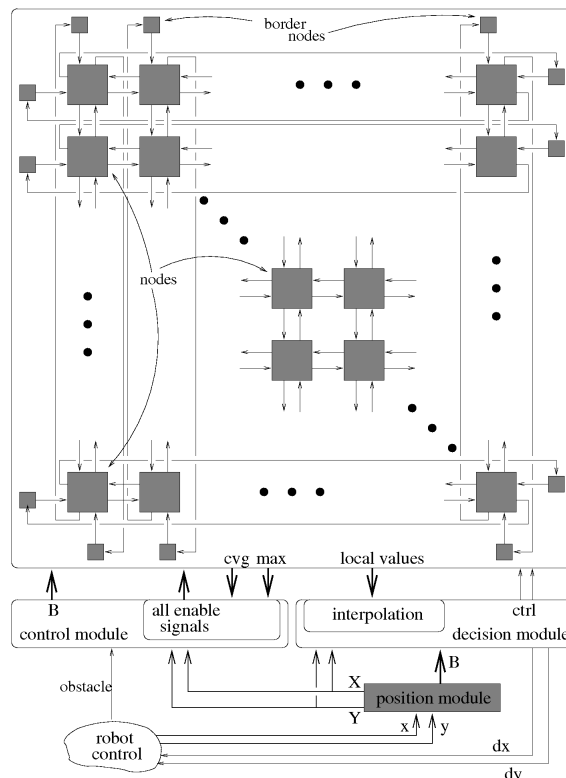 border
nodes
nodes
cvg max
local values
B
all enable
signals
control module
interpolation
ctrl
decision module
B
X
position module
Y
obstacle
x
y
robot
control
dx
dy